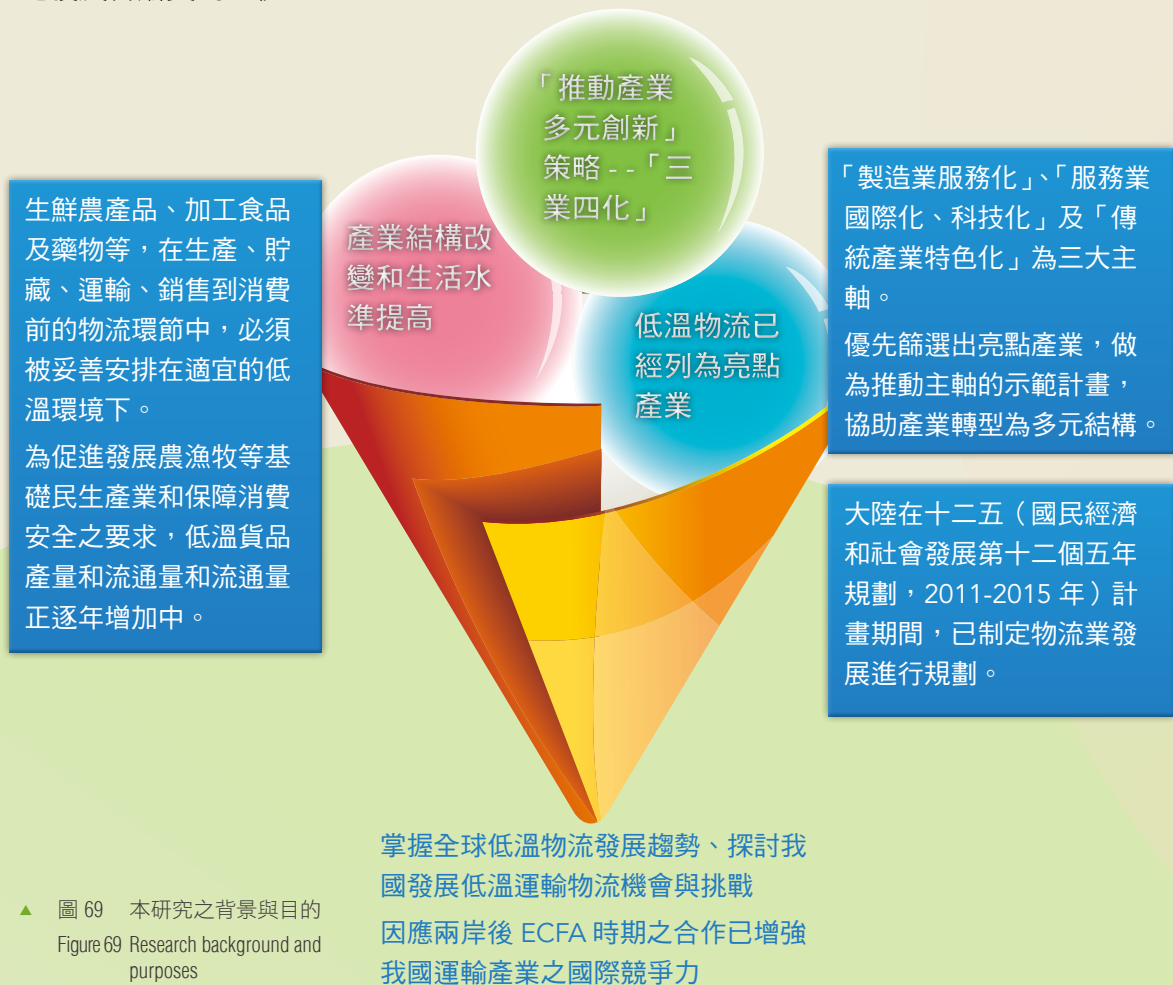 「推動產業
多元創新」
策略 - -「三
業四化」
產業結構改
變和生活水
準提高
低溫物流已
經列為亮點
產業
生鮮農產品、加工食品
及藥物等，在生產、貯
藏、運輸、銷售到消費
前的物流環節中，必須
被妥善安排在適宜的低
溫環境下。
為促進發展農漁牧等基
礎民生產業和保障消費
安全之要求，低溫貨品
產量和流通量和流通量
正逐年增加中。
「製造業服務化」、「服務業
國際化、科技化」及「傳
統產業特色化」為三大主
軸。
優先篩選出亮點產業，做
為推動主軸的示範計畫，
協助產業轉型為多元結構。
大陸在十二五（國民經濟
和社會發展第十二個五年
規劃，2011-2015 年）計
畫期間，已制定物流業發
展進行規劃。
掌握全球低溫物流發展趨勢、探討我
國發展低溫運輸物流機會與挑戰
因應兩岸後 ECFA 時期之合作已增強
我國運輸產業之國際競爭力
▲ 圖 69 本研究之背景與目的
Figure 69 Research background and
purposes